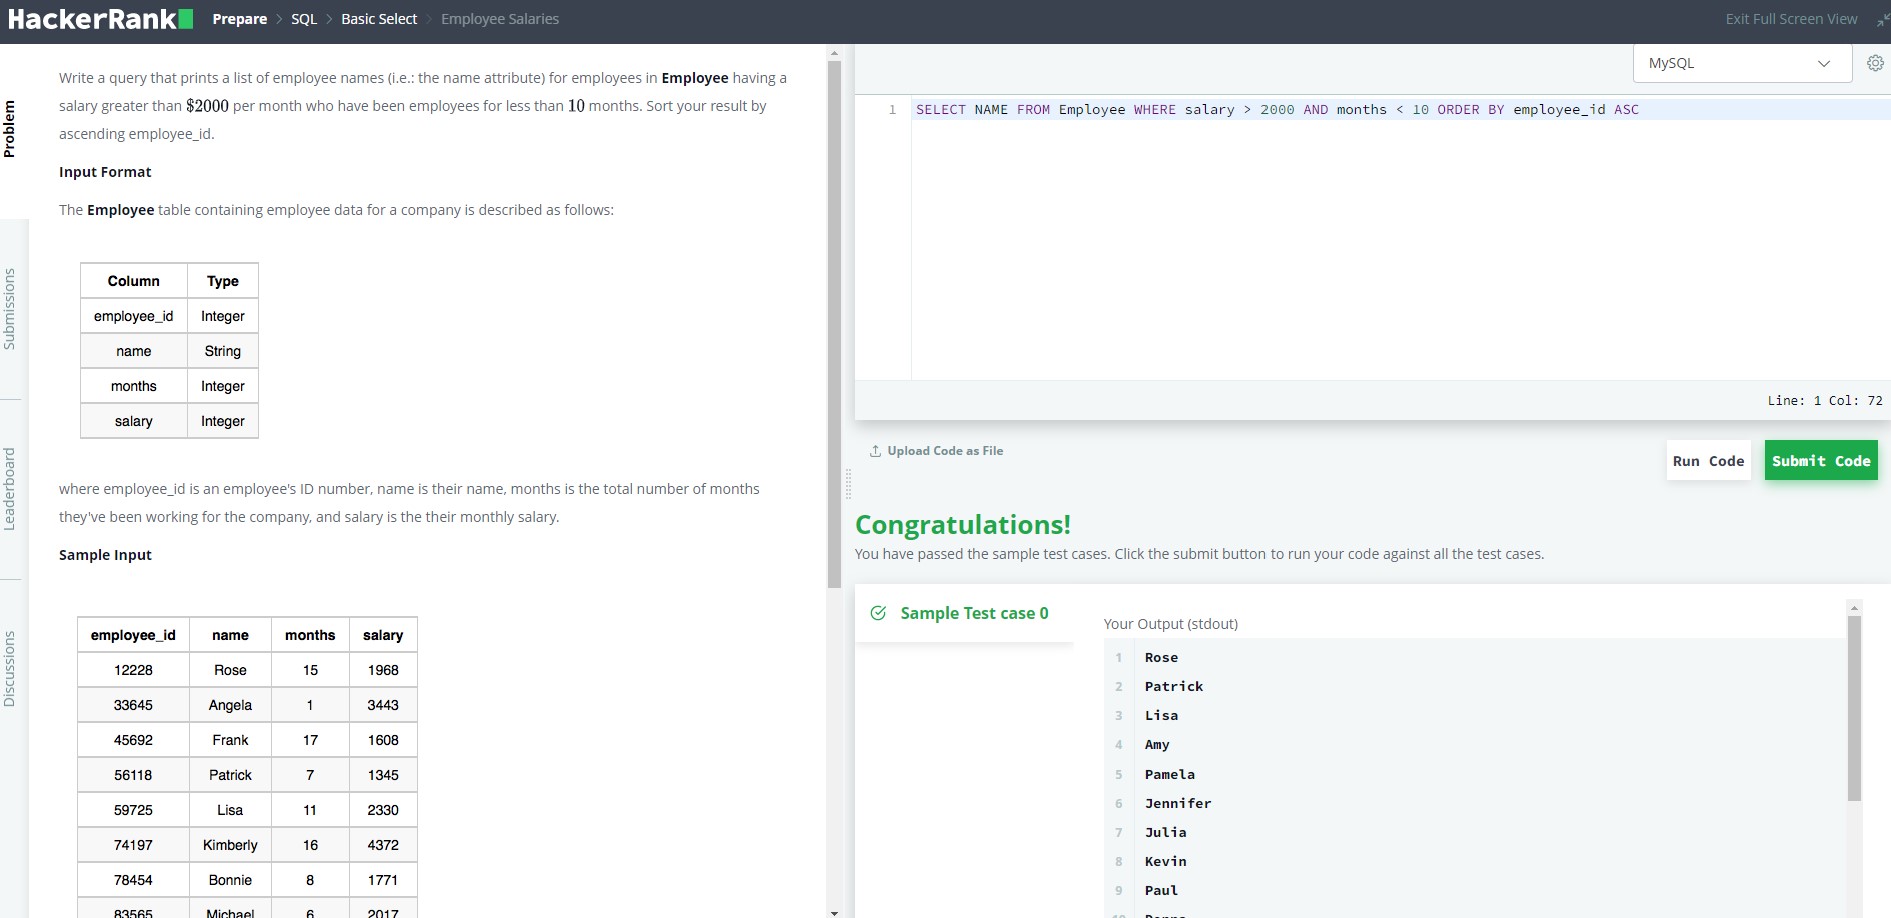 HackerRank Prepare > SQL > Basic Select > Employee Salaries Exit Full Screen View
Problem
Submissions
Leaderboard
Discussions
Write a query that prints a list of employee names (i.e.: the name attribute) for employees in Employee having a
salary greater than $2000 per month who have been employees for less than 10 months. Sort your result by
ascending employee_id.
Input Format
The Employee table containing employee data for a company is described as follows:
Column Type
employee_id Integer
name String
months Integer
salary Integer
where employee_id is an employee's ID number, name is their name, months is the total number of months
they've been working for the company, and salary is the their monthly salary.
Sample Input
employee_id name months salary
12228 Rose 15 1968
33645 Angela 1 3443
45692 Frank 17 1608
56118 Patrick 7 1345
59725 Lisa 11 2330
74197 Kimberly 16 4372
78454 Bonnie 8 1771
83565 Michael 6 2017
MySQL
1 SELECT NAME FROM Employee WHERE salary > 2000 AND months < 10 ORDER BY employee_id ASC
Line: 1 Col: 72
Upload Code as File
Run Code
Submit Code
Congratulations!
You have passed the sample test cases. Click the submit button to run your code against all the test cases.
Sample Test case 0
Your Output (stdout)
1 Rose
2 Patrick
3 Lisa
4 Amy
5 Pamela
6 Jennifer
7 Julia
8 Kevin
9 Paul